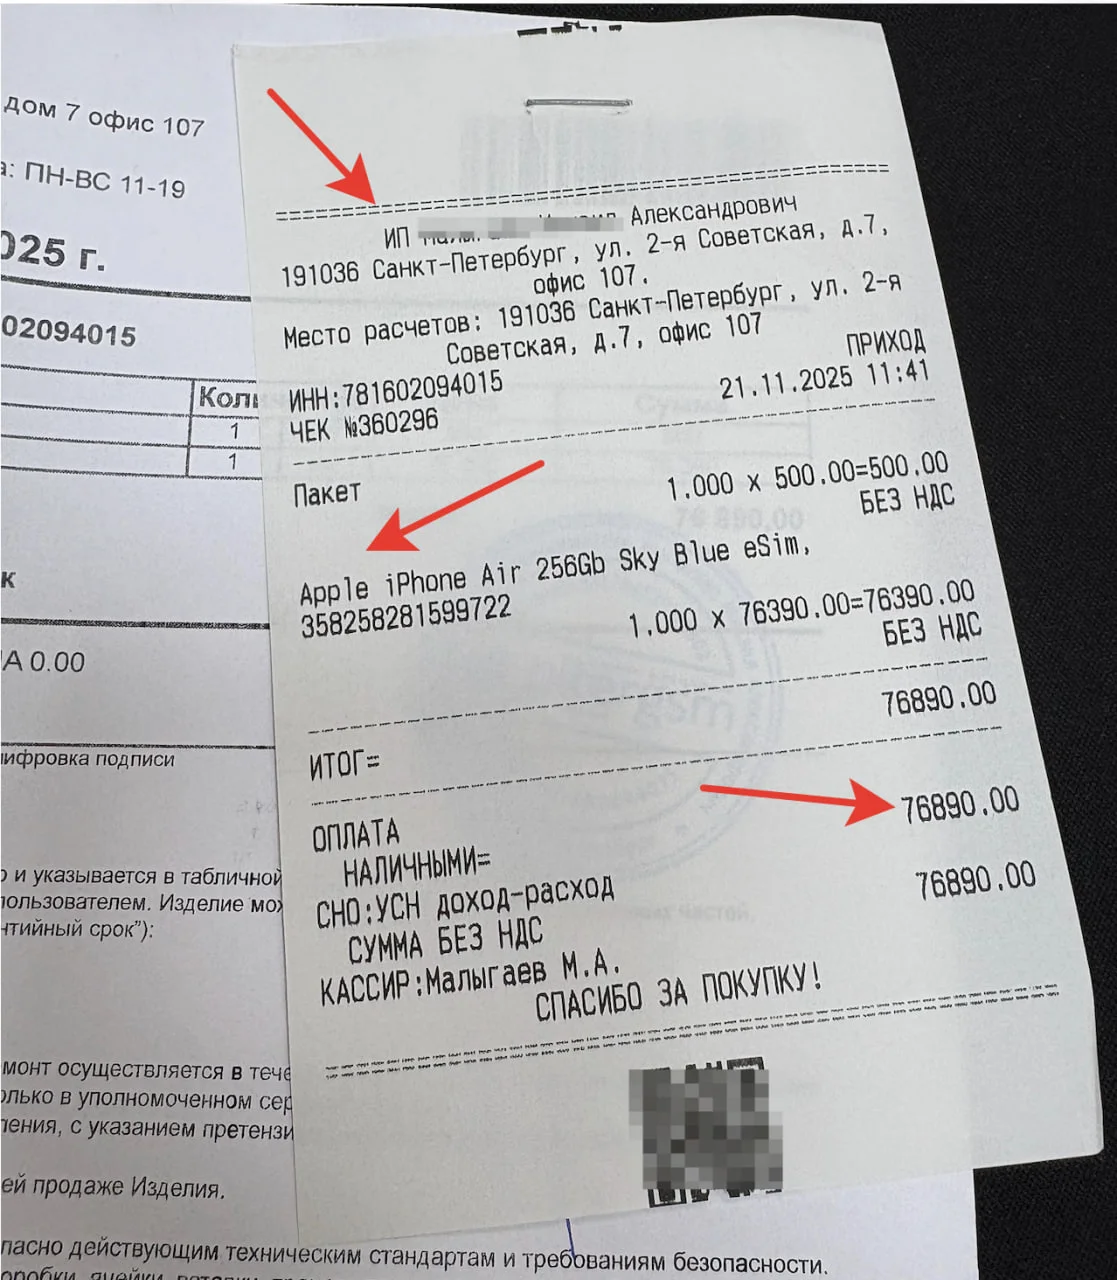 дом 7 офис 107
а: ПН-ВС 11-19
025 г.
02094015
Коли
1
1
к
А 0.00
ифровка подписи
о и указывается в табличной
пользователем. Изделие мож
нтийный срок"):
монт осуществляется в тече
олько в уполномоченном сер
ления, с указанием претензи
ей продаже Изделия.
ласно действующим техническим стандартам и требованиям безопасности.
ИП Александрович
191036 Санкт-Петербург, ул. 2-я Советская, д.7,
офис 107.
Место расчетов: 191036 Санкт-Петербург, ул. 2-я
Советская, д.7, офис 107
ПРИХОД
ИНН:781602094015 21.11.2025 11:41
ЧЕК №360296
Пакет 1.000 x 500.00=500.00
БЕЗ НДС
Apple iPhone Air 256Gb Sky Blue eSim,
358258281599722 1.000 x 76390.00=76390.00
БЕЗ НДС
76890.00
ИТОГ=
76890.00
ОПЛАТА
НАЛИЧНЫМИ= 76890.00
СНО:УСН доход-расход
СУММА БЕЗ НДС
КАССИР:Малыгаев М.А.
СПАСИБО ЗА ПОКУПКУ!